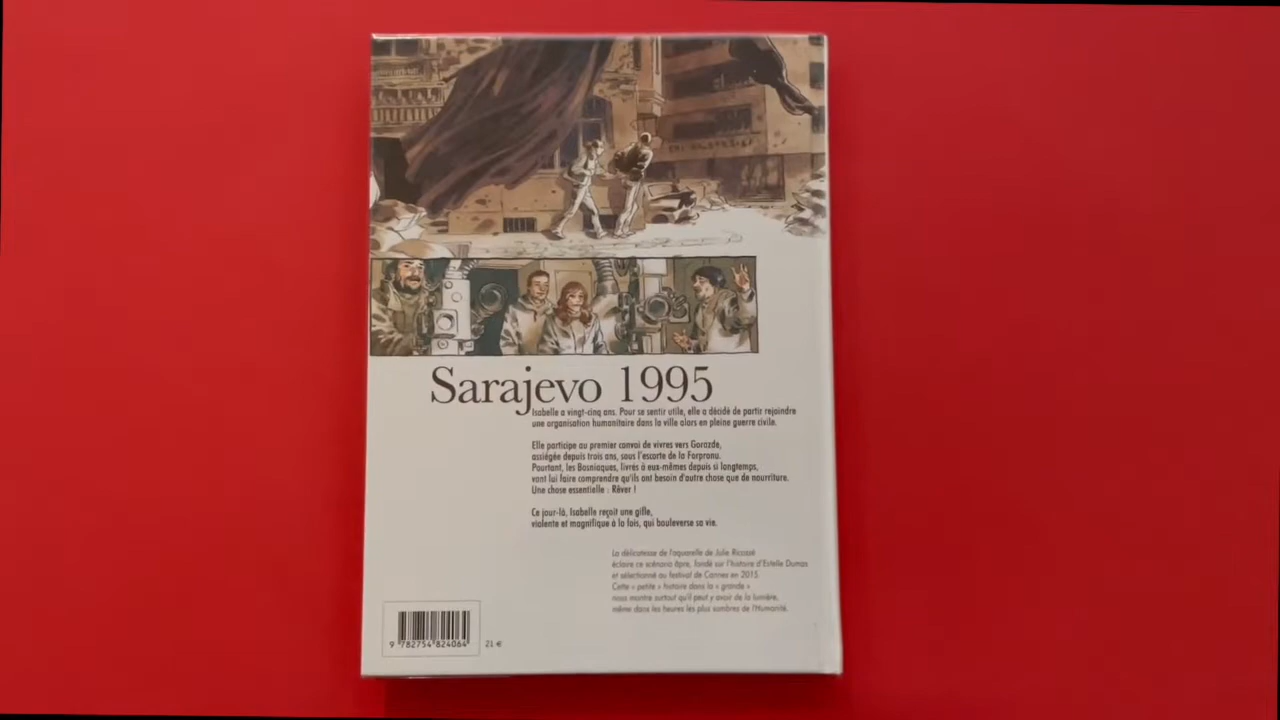 Sarajevo 1995
Isabelle a vingt-cinq ans. Pour se sentir utile, elle a décidé de partir rejoindre
une organisation humanitaire dans la ville alors en pleine guerre civile.
Elle participe au premier convoi de vivres vers Gorazde,
assiégée depuis trois ans, sous l'escorte de la Forpronu.
Pourtant, les Bosniaques, livrés à eux-mêmes depuis si longtemps,
vont lui faire comprendre qu'ils ont besoin d'autre chose que de nourriture.
Une chose essentielle : Rêver !
Ce jour-là, Isabelle reçoit une gifle,
violente et magnifique à la fois, qui bouleverse sa vie.
La délicatesse de l'aquarelle de Julie Ricossé
éclaire ce scénario âpre, fondé sur l'histoire d'Estelle Dumas
et sélectionné au festival de Cannes en 2015.
Cette « petite » histoire dans la « grande »
nous montre surtout qu'il peut y avoir de la lumière,
même dans les heures les plus sombres de l'Humanité.
9 782754 824064
21 €